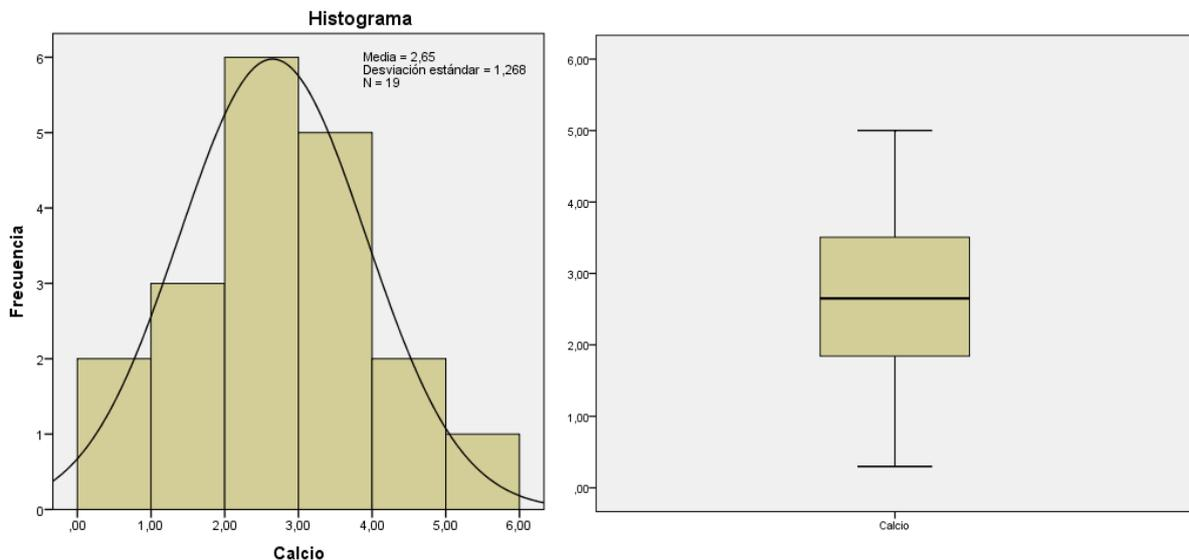 Histograma
Media = 2,65
Desviación estándar = 1,268
N = 19
6
5
4
3
2
1
0
Frecuencia
,00 1,00 2,00 3,00 4,00 5,00 6,00
Calcio
6,00
5,00
4,00
3,00
2,00
1,00
,00
Calcio